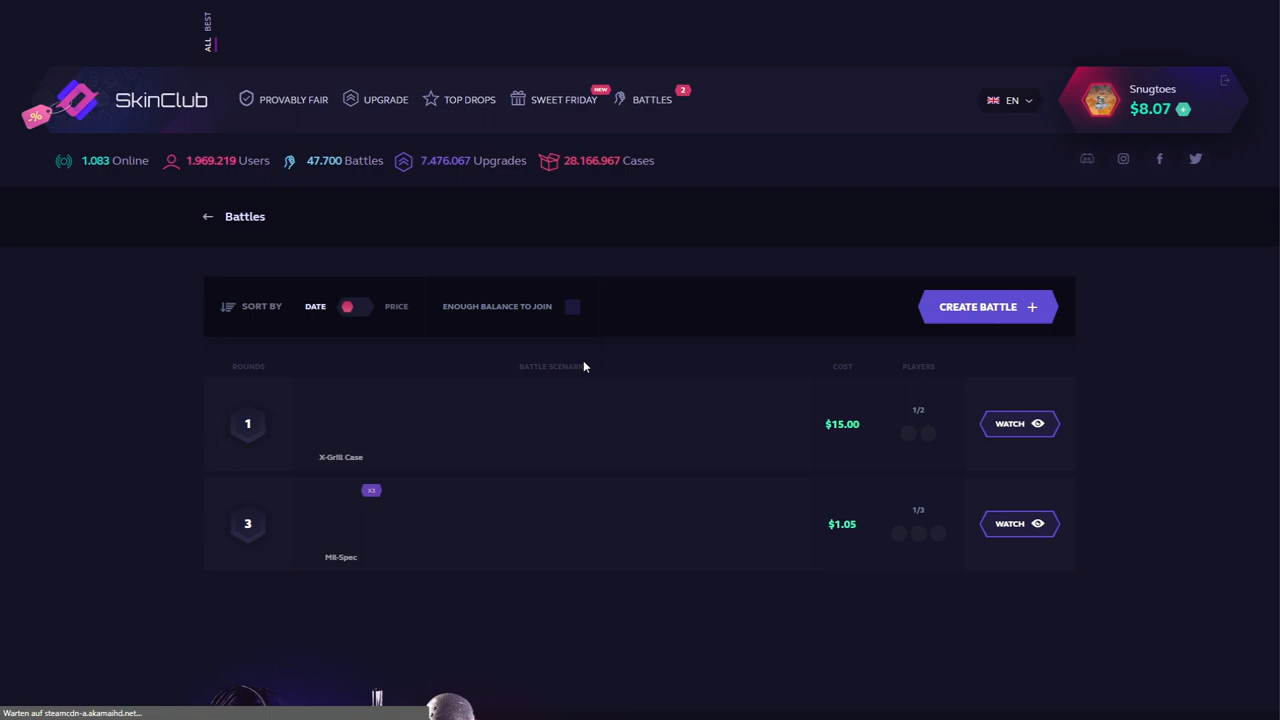 ALL BEST
% SKINCLUB
PROVABLY FAIR
UPGRADE
TOP DROPS
SWEET FRIDAY
NEW
BATTLES
2
EN
Snugtoes
$8.07 +
1.083 Online
1.969.219 Users
47.700 Battles
7.476.067 Upgrades
28.166.967 Cases
← Battles
SORT BY
DATE
PRICE
ENOUGH BALANCE TO JOIN
CREATE BATTLE +
ROUNDS
BATTLE SCENARIO
COST
PLAYERS
1
X-Grill Case
$15.00
1/2
WATCH
3
X3
Mil-Spec
$1.05
1/3
WATCH
Warten auf steamcdn-a.akamaihd.net...